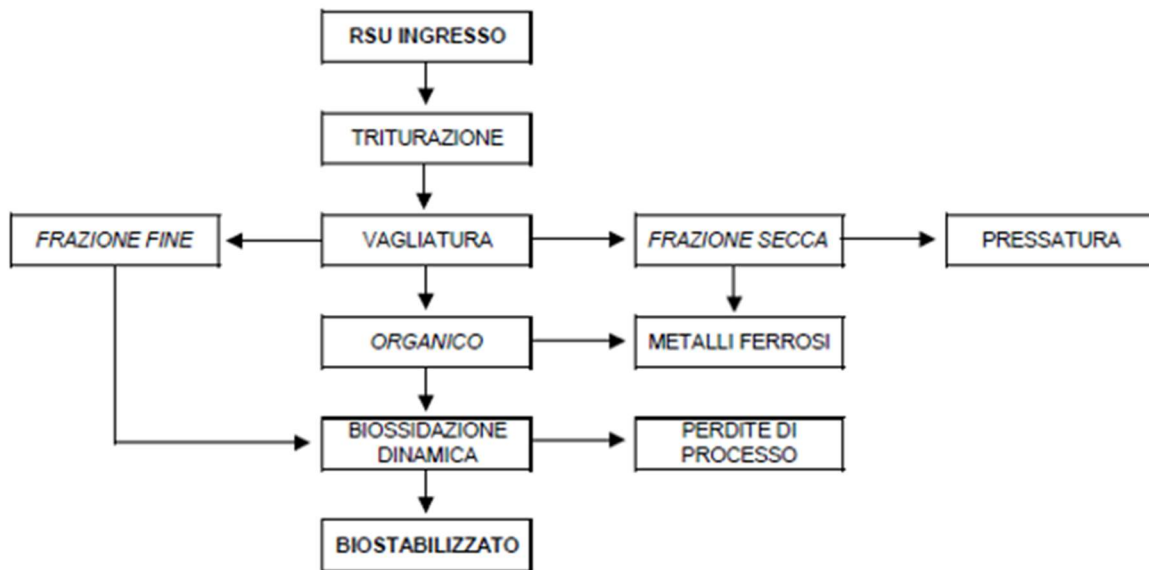 RSU INGRESSO
TRITURAZIONE
FRAZIONE FINE
VAGLIATURA
FRAZIONE SECCA
PRESSATURA
ORGANICO
METALLI FERROSI
BIOSSIDAZIONE
DINAMICA
PERDITE DI
PROCESSO
BIOSTABILIZZATO